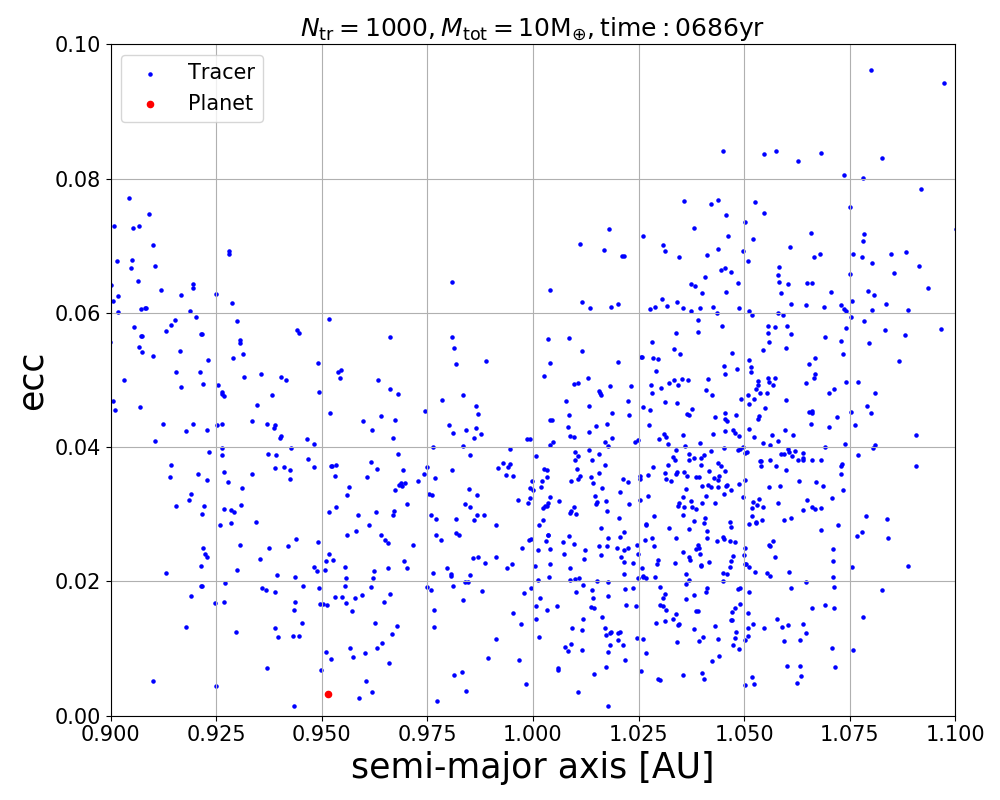 N_tr = 1000, M_tot = 10M_⊕, time : 0686yr
Tracer
Planet
0.10
0.08
0.06
0.04
0.02
0.00
ecc
0.900 0.925 0.950 0.975 1.000 1.025 1.050 1.075 1.100
semi-major axis [AU]